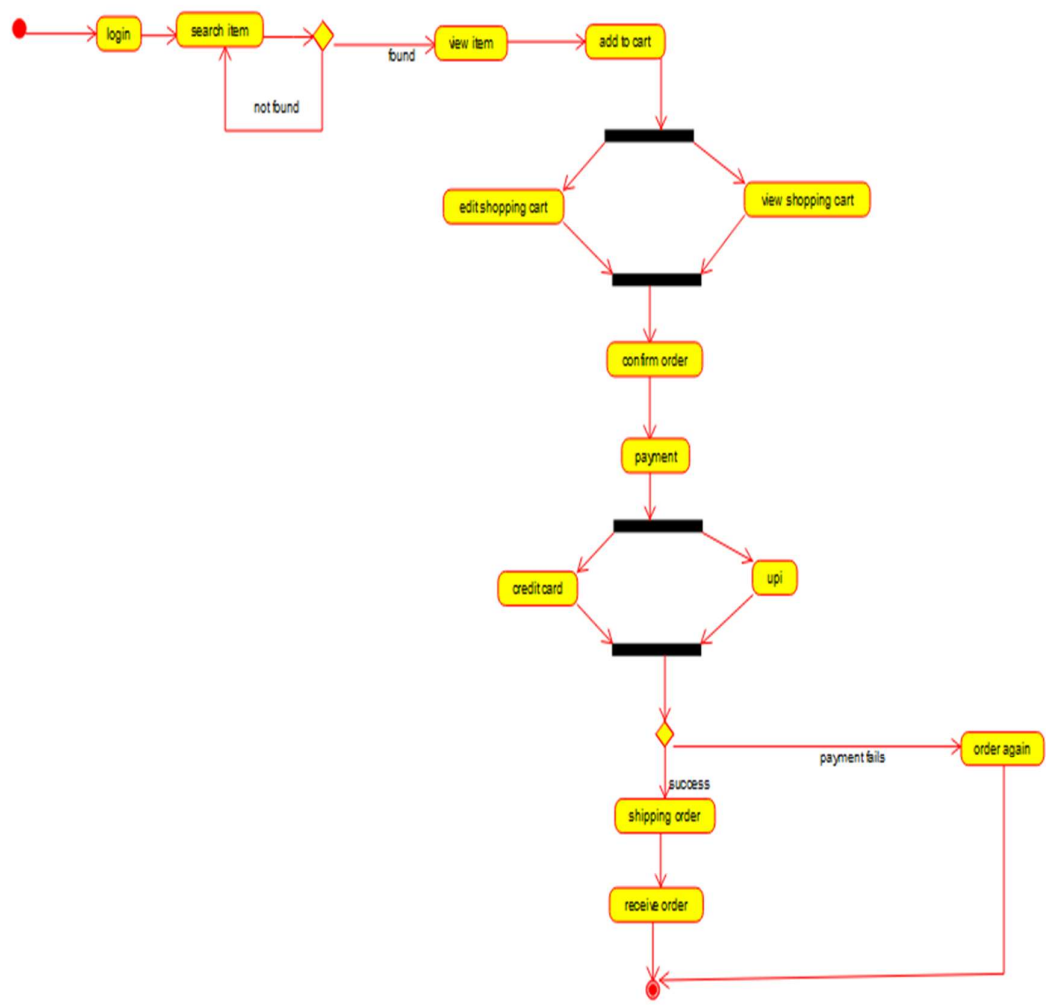 login
search item
view item
add to cart
found
not found
edit shopping cart
view shopping cart
confirm order
payment
credit card
upi
order again
payment fails
success
shipping order
receive order